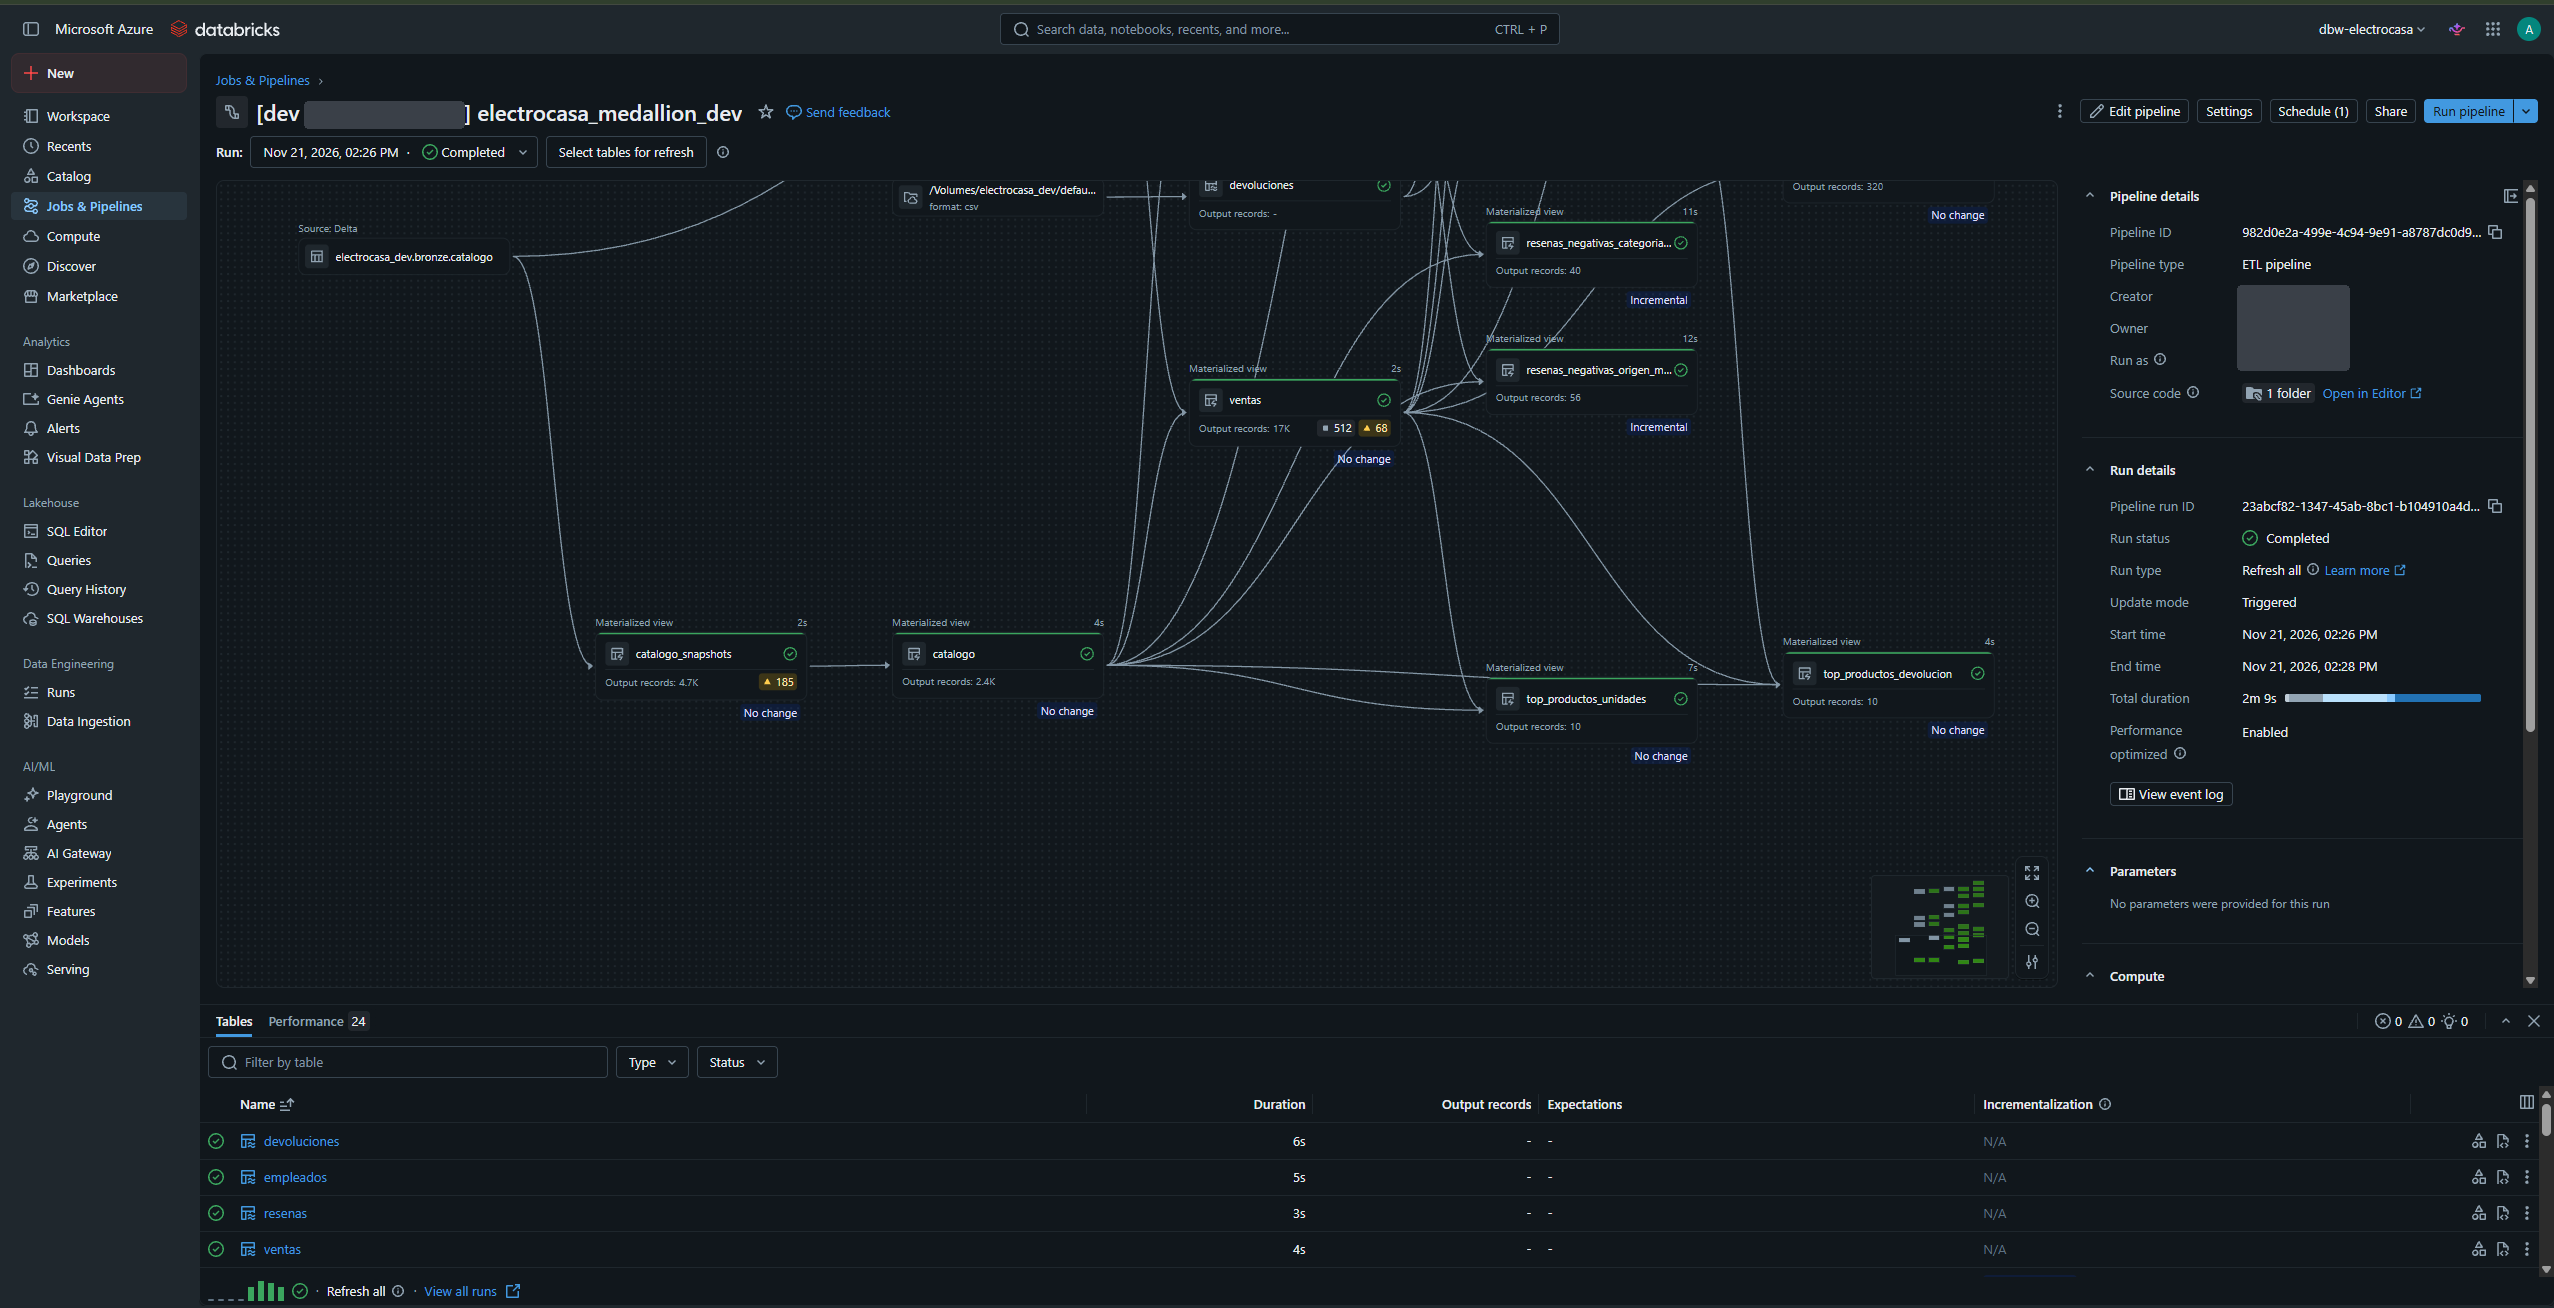 Microsoft Azure
databricks
Search data, notebooks, recents, and more...
CTRL + P
dbw-electrocasa
A
New
Workspace
Recents
Catalog
Jobs & Pipelines
Compute
Discover
Marketplace
Analytics
Dashboards
Genie Agents
Alerts
Visual Data Prep
Lakehouse
SQL Editor
Queries
Query History
SQL Warehouses
Data Engineering
Runs
Data Ingestion
AI/ML
Playground
Agents
AI Gateway
Experiments
Features
Models
Serving
Jobs & Pipelines ›
[dev ] electrocasa_medallion_dev
Send feedback
Edit pipeline
Settings
Schedule (1)
Share
Run pipeline
Run: Nov 21, 2026, 02:26 PM · Completed
Select tables for refresh
Source: Delta
electrocasa_dev.bronze.catalogo
/Volumes/electrocasa_dev/defau...
format: csv
devoluciones
Output records: -
Materialized view 11s
resenas_negativas_categoria...
Output records: 40
Incremental
Output records: 320
No change
Materialized view 12s
resenas_negativas_origen_m...
Output records: 56
Incremental
Materialized view 2s
ventas
Output records: 17K 512 68
No change
Materialized view 2s
catalogo_snapshots
Output records: 4.7K 185
No change
Materialized view 4s
catalogo
Output records: 2.4K
No change
Materialized view 7s
top_productos_unidades
Output records: 10
No change
Materialized view 4s
top_productos_devolucion
Output records: 10
No change
Pipeline details
Pipeline ID 982d0e2a-499e-4c94-9e91-a8787dc0d9...
Pipeline type ETL pipeline
Creator
Owner
Run as
Source code 1 folder Open in Editor
Run details
Pipeline run ID 23abcf82-1347-45ab-8bc1-b104910a4d...
Run status Completed
Run type Refresh all Learn more
Update mode Triggered
Start time Nov 21, 2026, 02:26 PM
End time Nov 21, 2026, 02:28 PM
Total duration 2m 9s
Performance optimized Enabled
View event log
Parameters
No parameters were provided for this run
Compute
Tables
Performance 24
0 0 0
Filter by table
Type
Status
Name Duration Output records Expectations Incrementalization
devoluciones 6s - - N/A
empleados 5s - - N/A
resenas 3s - - N/A
ventas 4s - - N/A
· Refresh all · View all runs